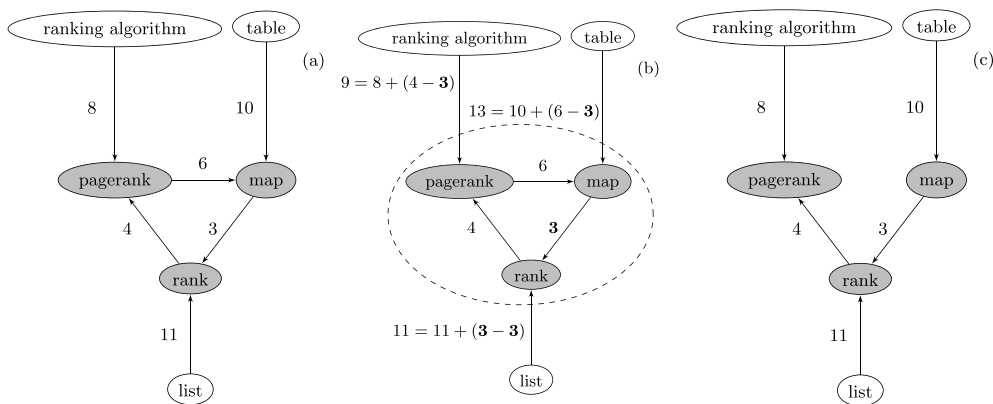 ranking algorithm
table
(a)
8
10
6
pagerank
map
4
3
rank
11
list
ranking algorithm
table
(b)
9 = 8 + (4 − 3)
13 = 10 + (6 − 3)
6
pagerank
map
4
3
rank
11 = 11 + (3 − 3)
list
ranking algorithm
table
(c)
8
10
pagerank
map
4
3
rank
11
list